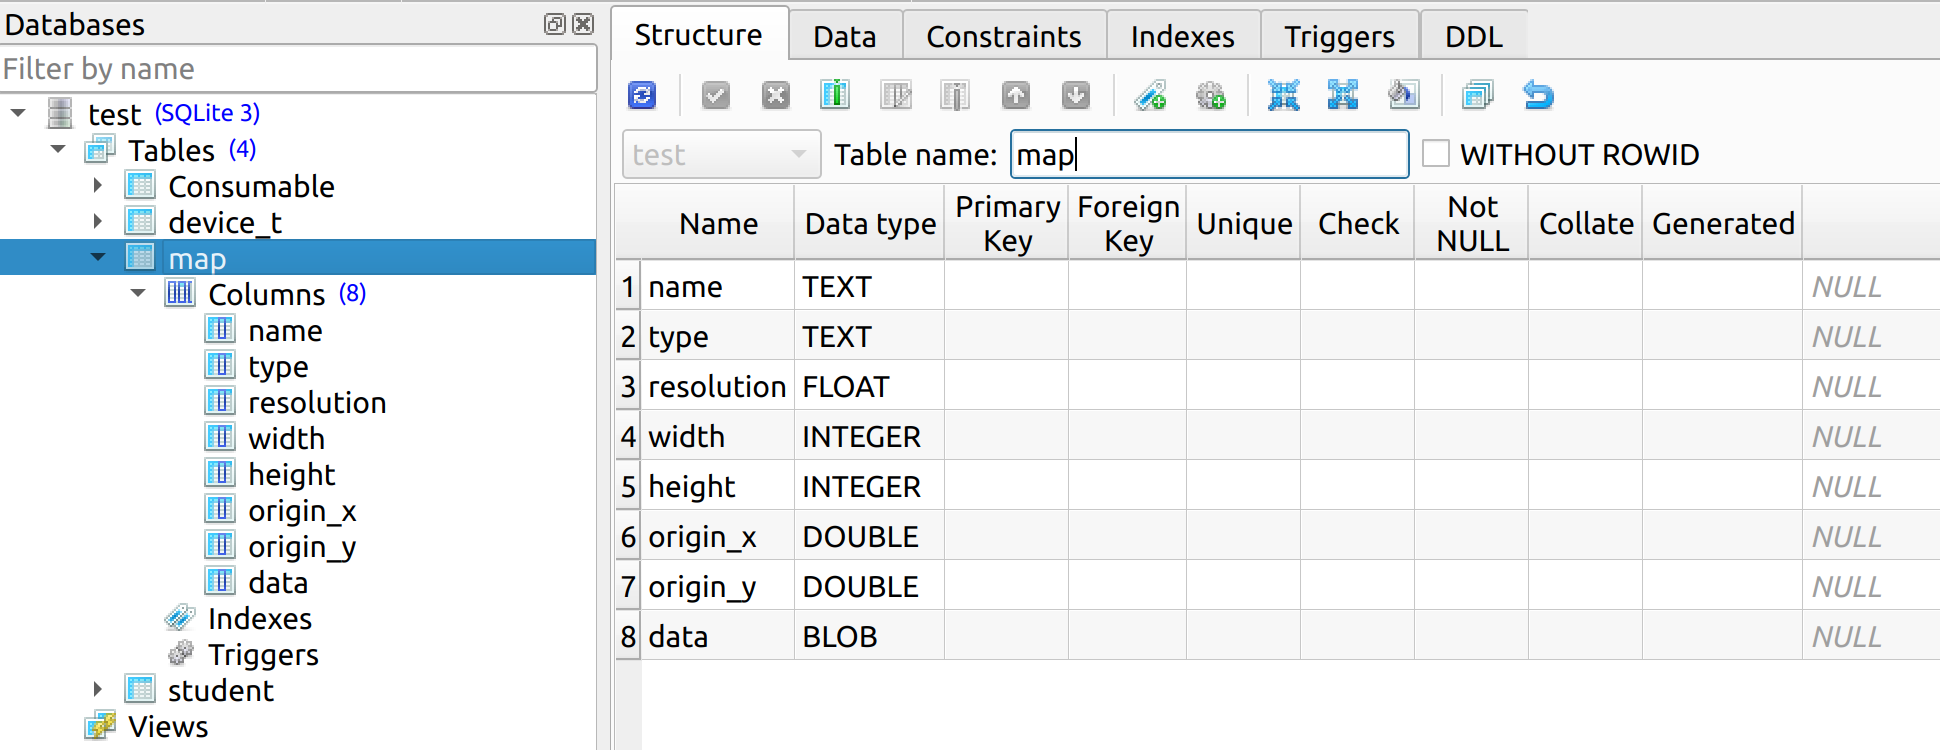 Databases
Filter by name
test (SQLite 3)
Tables (4)
Consumable
device_t
map
Columns (8)
name
type
resolution
width
height
origin_x
origin_y
data
Indexes
Triggers
student
Views
Structure Data Constraints Indexes Triggers DDL
test Table name: map WITHOUT ROWID
Name Data type Primary Key Foreign Key Unique Check Not NULL Collate Generated
1 name TEXT NULL
2 type TEXT NULL
3 resolution FLOAT NULL
4 width INTEGER NULL
5 height INTEGER NULL
6 origin_x DOUBLE NULL
7 origin_y DOUBLE NULL
8 data BLOB NULL